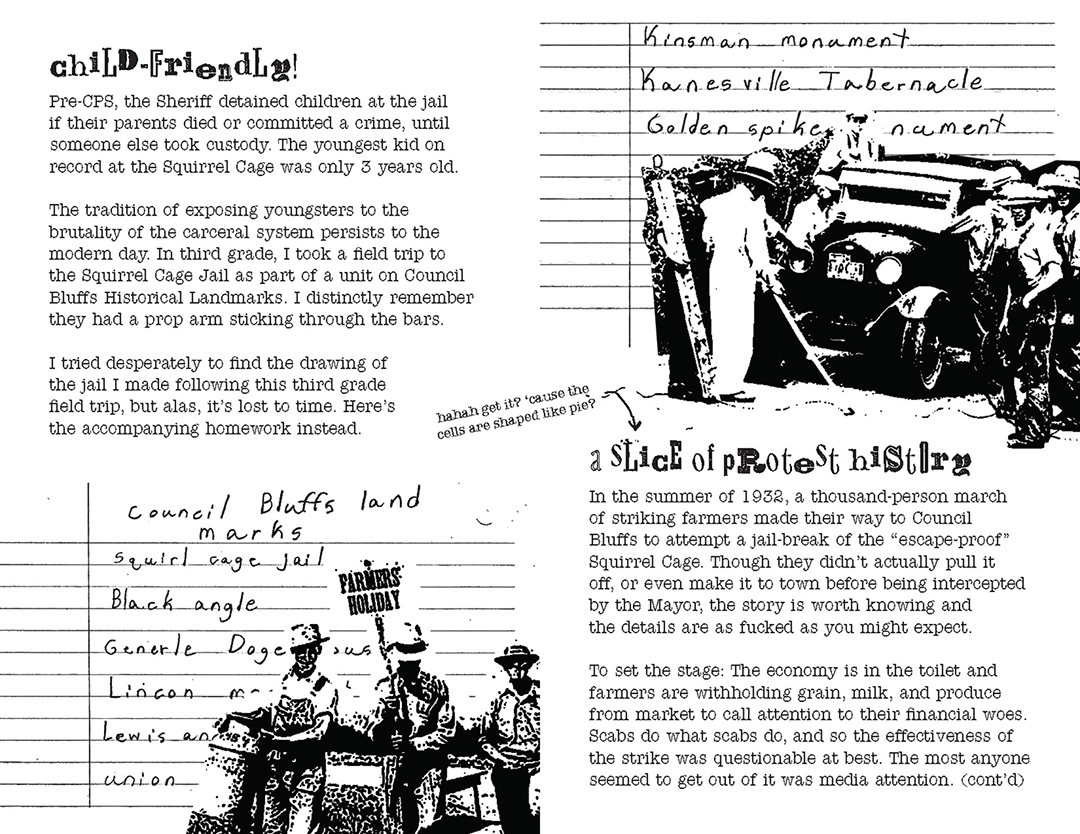 chiLD-Friendly!
Pre-CPS, the Sheriff detained children at the jail
if their parents died or committed a crime, until
someone else took custody. The youngest kid on
record at the Squirrel Cage was only 3 years old.
The tradition of exposing youngsters to the
brutality of the carceral system persists to the
modern day. In third grade, I took a field trip to
the Squirrel Cage Jail as part of a unit on Council
Bluffs Historical Landmarks. I distinctly remember
they had a prop arm sticking through the bars.
I tried desperately to find the drawing of
the jail I made following this third grade
field trip, but alas, it's lost to time. Here's
the accompanying homework instead.
Council Bluffs land
marks
Squirl cage jail
Black angle
Generle Doge
Lincon
Lewis an
union
FARMERS'
HOLIDAY
Kinsman monument
Kanesville Tabernacle
Golden spike nument
hahah get it? 'cause the
cells are shaped like pie?
a SLiCE of pRotest hiStOry
In the summer of 1932, a thousand-person march
of striking farmers made their way to Council
Bluffs to attempt a jail-break of the “escape-proof”
Squirrel Cage. Though they didn't actually pull it
off, or even make it to town before being intercepted
by the Mayor, the story is worth knowing and
the details are as fucked as you might expect.
To set the stage: The economy is in the toilet and
farmers are withholding grain, milk, and produce
from market to call attention to their financial woes.
Scabs do what scabs do, and so the effectiveness of
the strike was questionable at best. The most anyone
seemed to get out of it was media attention. (cont'd)